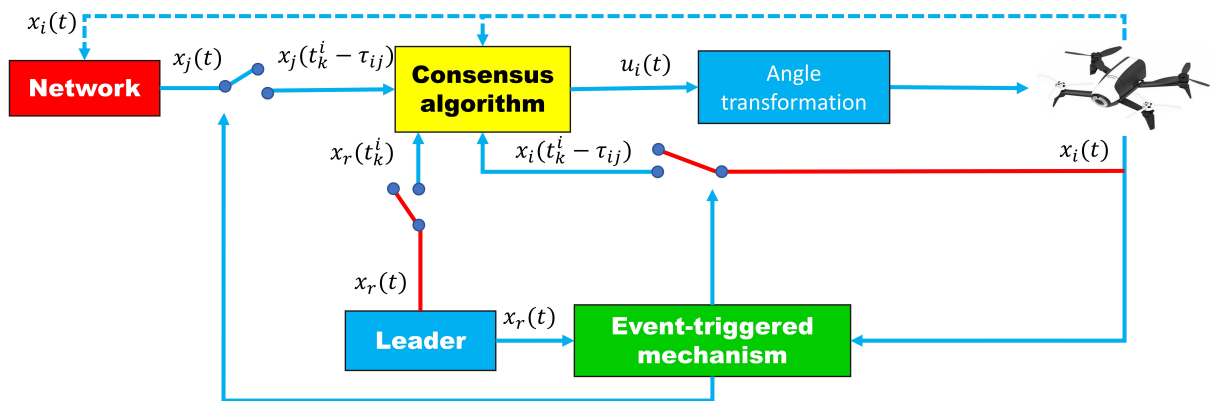 x_i(t)
x_j(t)
x_j(t_k^i − τ_ij)
Network
Consensus
algorithm
u_i(t)
Angle
transformation
x_r(t_k^i)
x_i(t_k^i − τ_ij)
x_i(t)
x_r(t)
x_r(t)
Leader
Event-triggered
mechanism